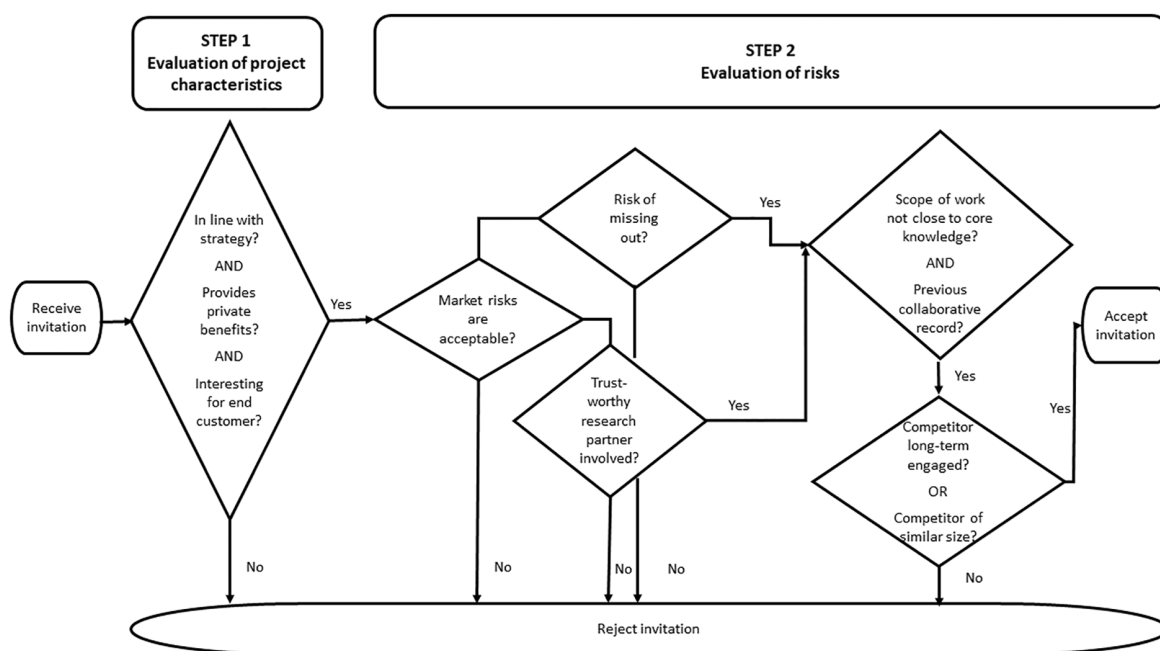 STEP 1
Evaluation of project
characteristics
STEP 2
Evaluation of risks
Receive
invitation
In line with
strategy?
AND
Provides
private
benefits?
AND
Interesting
for end
customer?
Yes
No
Market risks
are
acceptable?
No
Risk of
missing
out?
Yes
No
Trust-
worthy
research
partner
involved?
Yes
No
Scope of work
not close to core
knowledge?
AND
Previous
collaborative
record?
Yes
Competitor
long-term
engaged?
OR
Competitor of
similar size?
Yes
No
Accept
invitation
Reject invitation